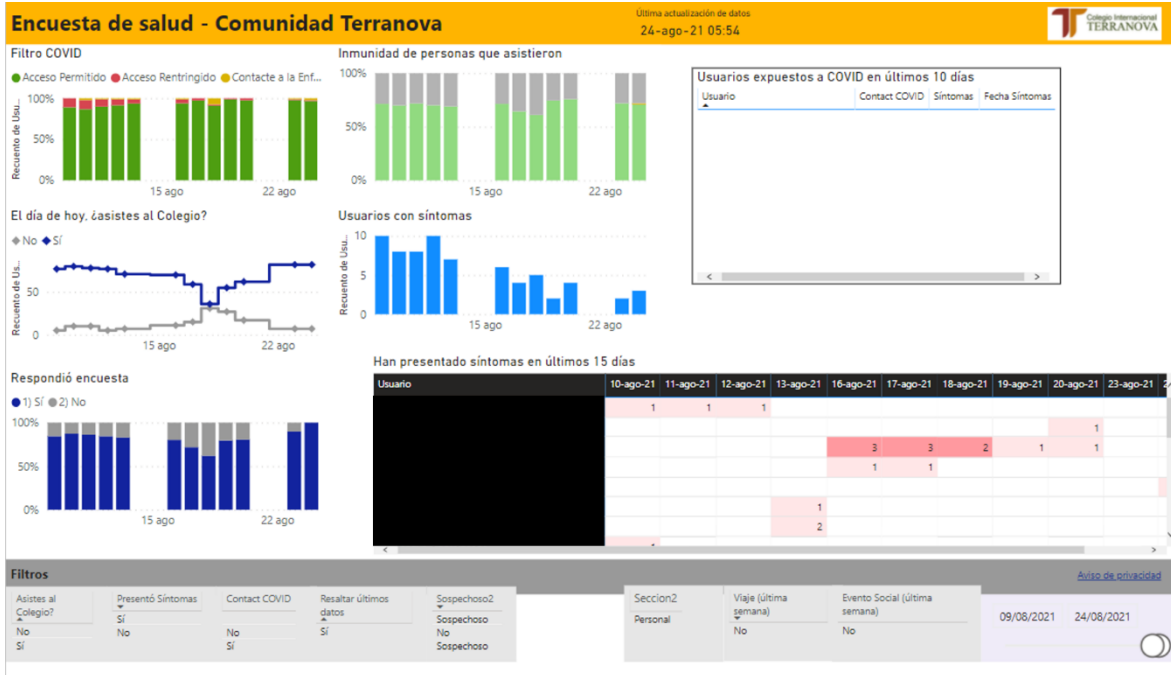 Encuesta de salud - Comunidad Terranova
Última actualización de datos
24-ago-21 05:54
Colegio Internacional
TERRANOVA
Filtro COVID
Acceso Permitido Acceso Rentringido Contacte a la Enf...
Recuento de Usu...
100%
50%
0%
15 ago 22 ago
Inmunidad de personas que asistieron
100%
50%
0%
15 ago 22 ago
Usuarios expuestos a COVID en últimos 10 días
Usuario Contact COVID Síntomas Fecha Síntomas
El día de hoy, ¿asistes al Colegio?
No Sí
Recuento de Us...
50
0
15 ago 22 ago
Usuarios con síntomas
Recuento de Usu...
10
5
0
15 ago 22 ago
Respondió encuesta
1) Sí 2) No
100%
50%
0%
15 ago 22 ago
Han presentado síntomas en últimos 15 días
Usuario 10-ago-21 11-ago-21 12-ago-21 13-ago-21 16-ago-21 17-ago-21 18-ago-21 19-ago-21 20-ago-21 23-ago-21
1 1 1
1
3 3 2 1 1
1 1
1
2
Filtros
Aviso de privacidad
Asistes al
Colegio?
No
Sí
Presentó Síntomas
Sí
No
Contact COVID
No
Sí
Resaltar últimos
datos
Sí
Sospechoso2
Sospechoso
No
Sospechoso
Seccion2
Personal
Viaje (última
semana)
No
Evento Social (última
semana)
No
09/08/2021 24/08/2021